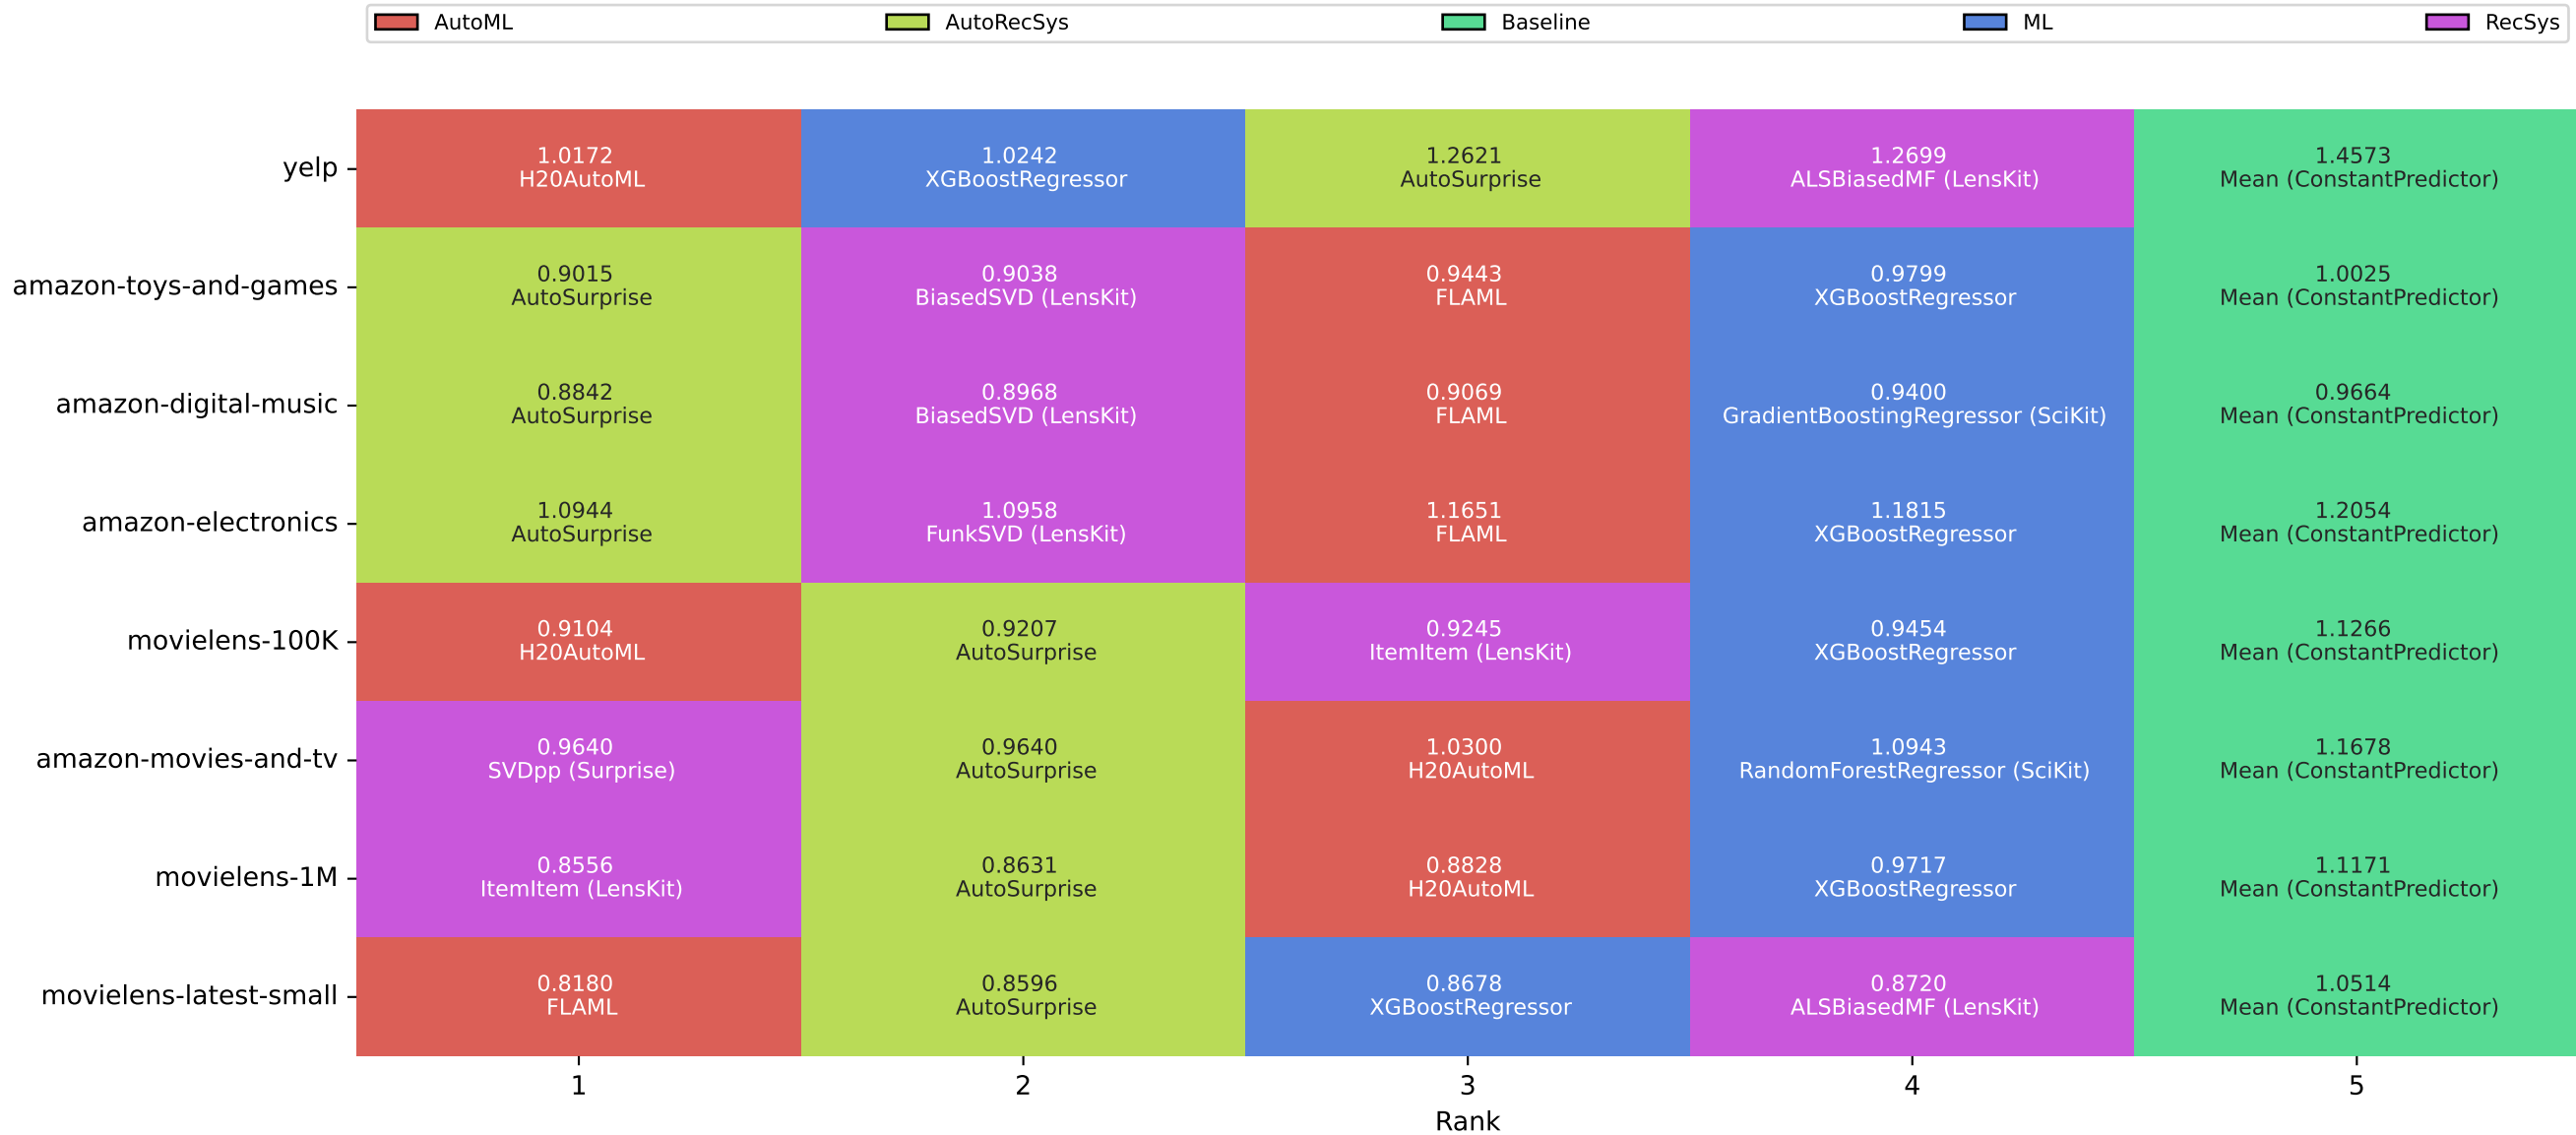 AutoML AutoRecSys Baseline ML RecSys
yelp
1.0172
H20AutoML
1.0242
XGBoostRegressor
1.2621
AutoSurprise
1.2699
ALSBiasedMF (LensKit)
1.4573
Mean (ConstantPredictor)
amazon-toys-and-games
0.9015
AutoSurprise
0.9038
BiasedSVD (LensKit)
0.9443
FLAML
0.9799
XGBoostRegressor
1.0025
Mean (ConstantPredictor)
amazon-digital-music
0.8842
AutoSurprise
0.8968
BiasedSVD (LensKit)
0.9069
FLAML
0.9400
GradientBoostingRegressor (SciKit)
0.9664
Mean (ConstantPredictor)
amazon-electronics
1.0944
AutoSurprise
1.0958
FunkSVD (LensKit)
1.1651
FLAML
1.1815
XGBoostRegressor
1.2054
Mean (ConstantPredictor)
movielens-100K
0.9104
H20AutoML
0.9207
AutoSurprise
0.9245
ItemItem (LensKit)
0.9454
XGBoostRegressor
1.1266
Mean (ConstantPredictor)
amazon-movies-and-tv
0.9640
SVDpp (Surprise)
0.9640
AutoSurprise
1.0300
H20AutoML
1.0943
RandomForestRegressor (SciKit)
1.1678
Mean (ConstantPredictor)
movielens-1M
0.8556
ItemItem (LensKit)
0.8631
AutoSurprise
0.8828
H20AutoML
0.9717
XGBoostRegressor
1.1171
Mean (ConstantPredictor)
movielens-latest-small
0.8180
FLAML
0.8596
AutoSurprise
0.8678
XGBoostRegressor
0.8720
ALSBiasedMF (LensKit)
1.0514
Mean (ConstantPredictor)
1 2 3 4 5
Rank